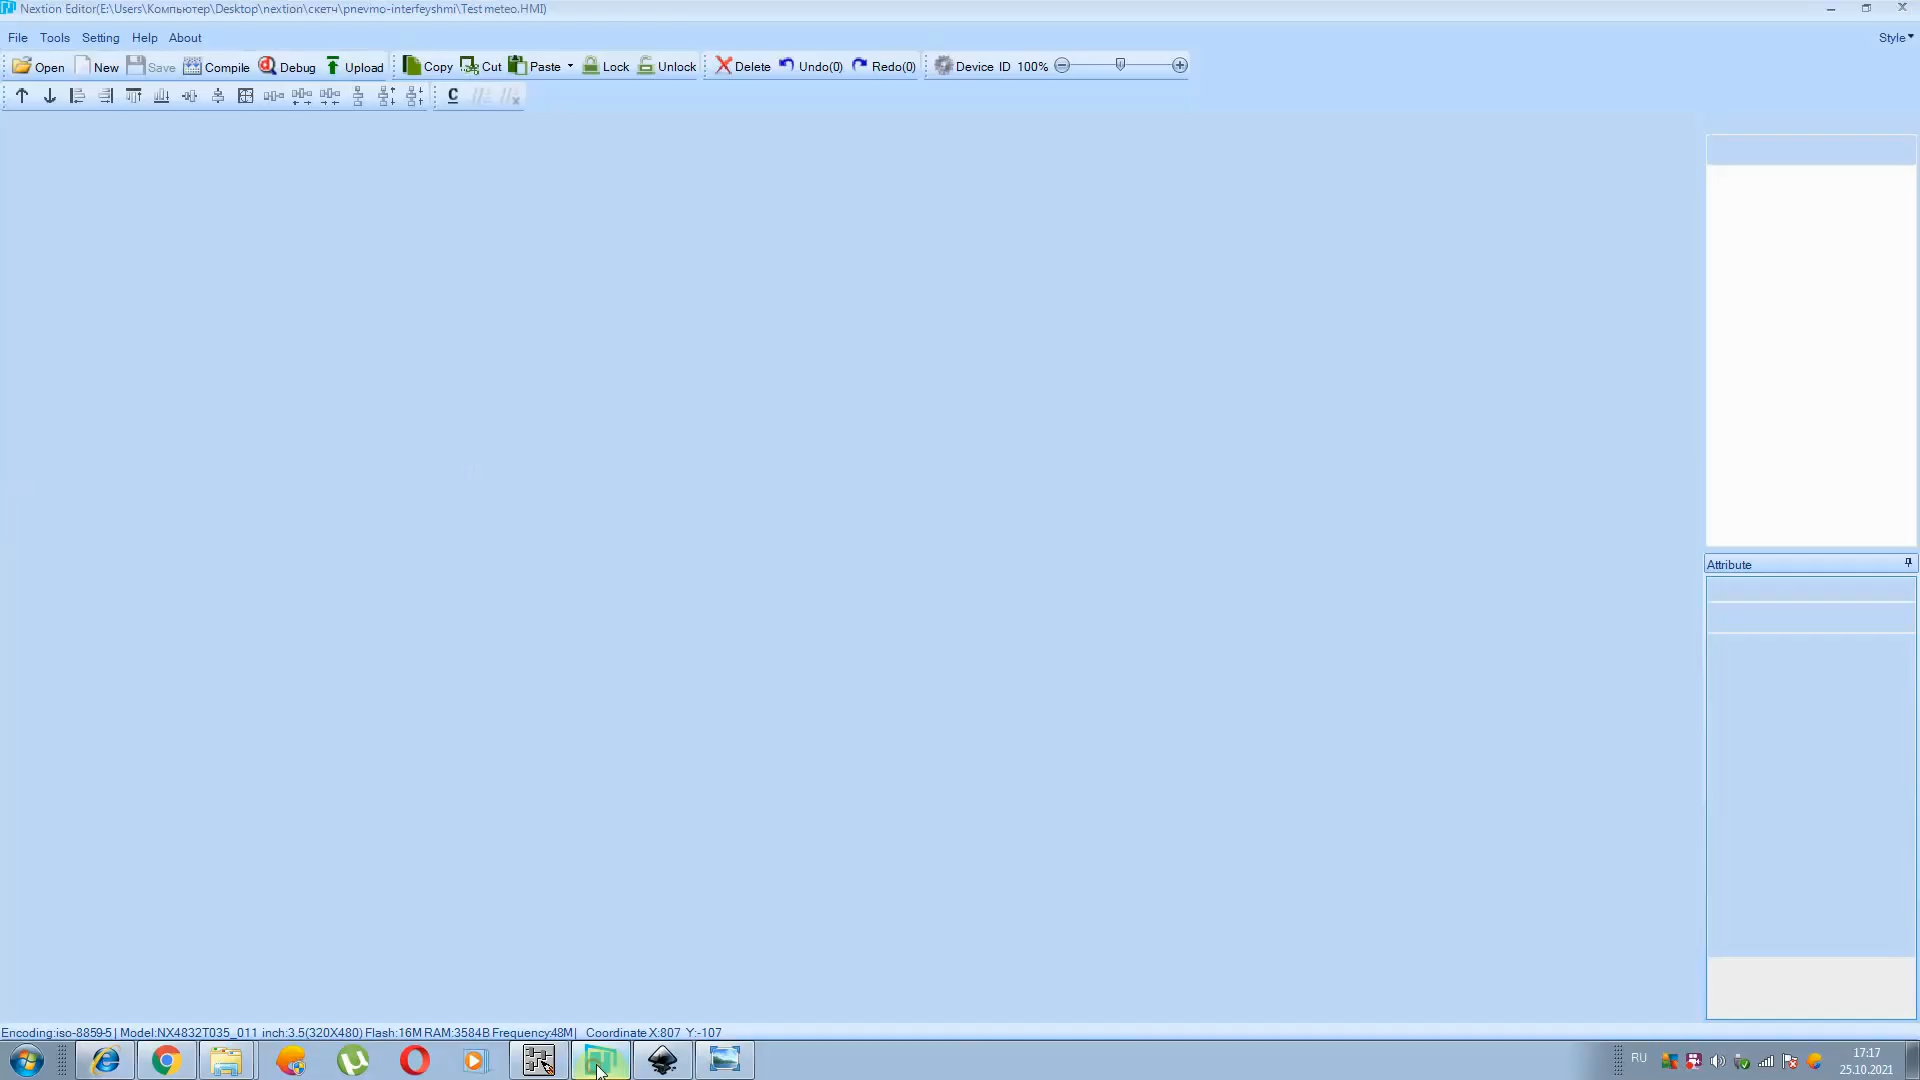 Nextion Editor(E:\Users\Компьютер\Desktop\nextion\скетч\pnevmo-interfeyshmi\Test meteo.HMI)
File Tools Setting Help About Style
Open New Save Compile Debug Upload Copy Cut Paste Lock Unlock Delete Undo(0) Redo(0) Device ID 100%
C
Attribute
Encoding:iso-8859-5| Model:NX4832T035_011 inch:3.5(320X480) Flash:16M RAM:3584B Frequency:48M| Coordinate X:807 Y:-107
RU
17:17
25.10.2021